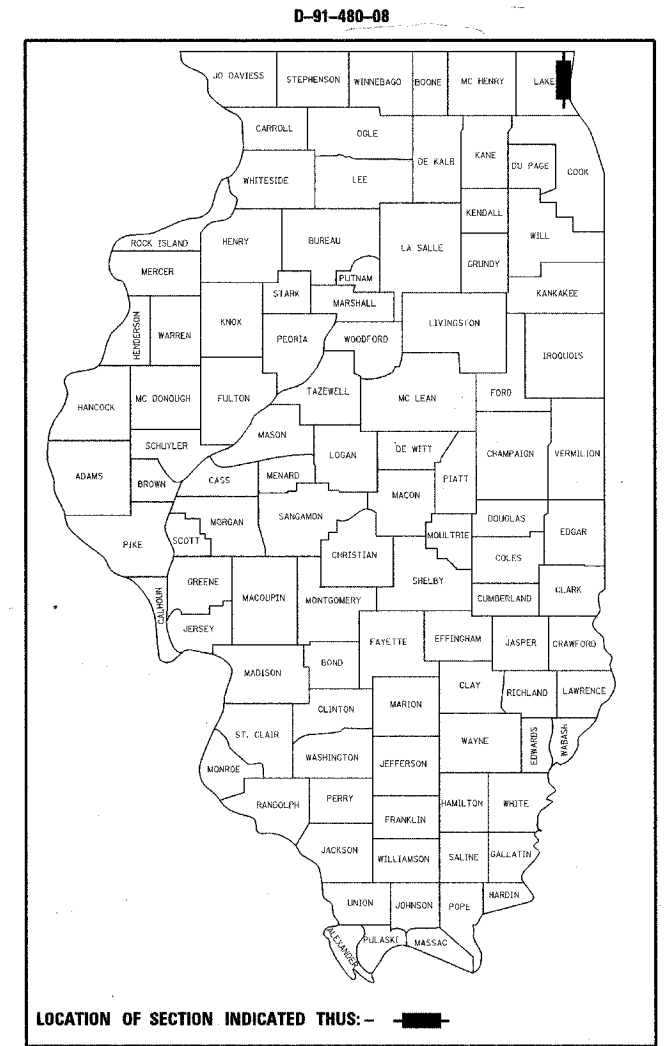 D-91-480-08
JO DAVIESS STEPHENSON WINNEBAGO BOONE MC HENRY LAKE
CARROLL OGLE
DE KALB KANE DU PAGE COOK
WHITESIDE LEE
KENDALL
WILL
ROCK ISLAND HENRY BUREAU LA SALLE GRUNDY
MERCER PUTNAM
STARK MARSHALL KANKAKEE
HENDERSON WARREN KNOX PEORIA WOODFORD LIVINGSTON IROQUOIS
HANCOCK MC DONOUGH FULTON TAZEWELL MC LEAN FORD
MASON
SCHUYLER LOGAN DE WITT CHAMPAIGN VERMILION
ADAMS BROWN CASS MENARD MACON PIATT
PIKE SCOTT MORGAN SANGAMON CHRISTIAN MOULTRIE DOUGLAS EDGAR
COLES
CALHOUN GREENE MACOUPIN MONTGOMERY SHELBY CUMBERLAND CLARK
JERSEY FAYETTE EFFINGHAM JASPER CRAWFORD
MADISON BOND
CLAY RICHLAND LAWRENCE
CLINTON MARION
ST. CLAIR WAYNE EDWARDS WABASH
MONROE WASHINGTON JEFFERSON
RANDOLPH PERRY HAMILTON WHITE
FRANKLIN
JACKSON WILLIAMSON SALINE GALLATIN
UNION JOHNSON POPE HARDIN
ALEXANDER PULASKI MASSAC
LOCATION OF SECTION INDICATED THUS: -